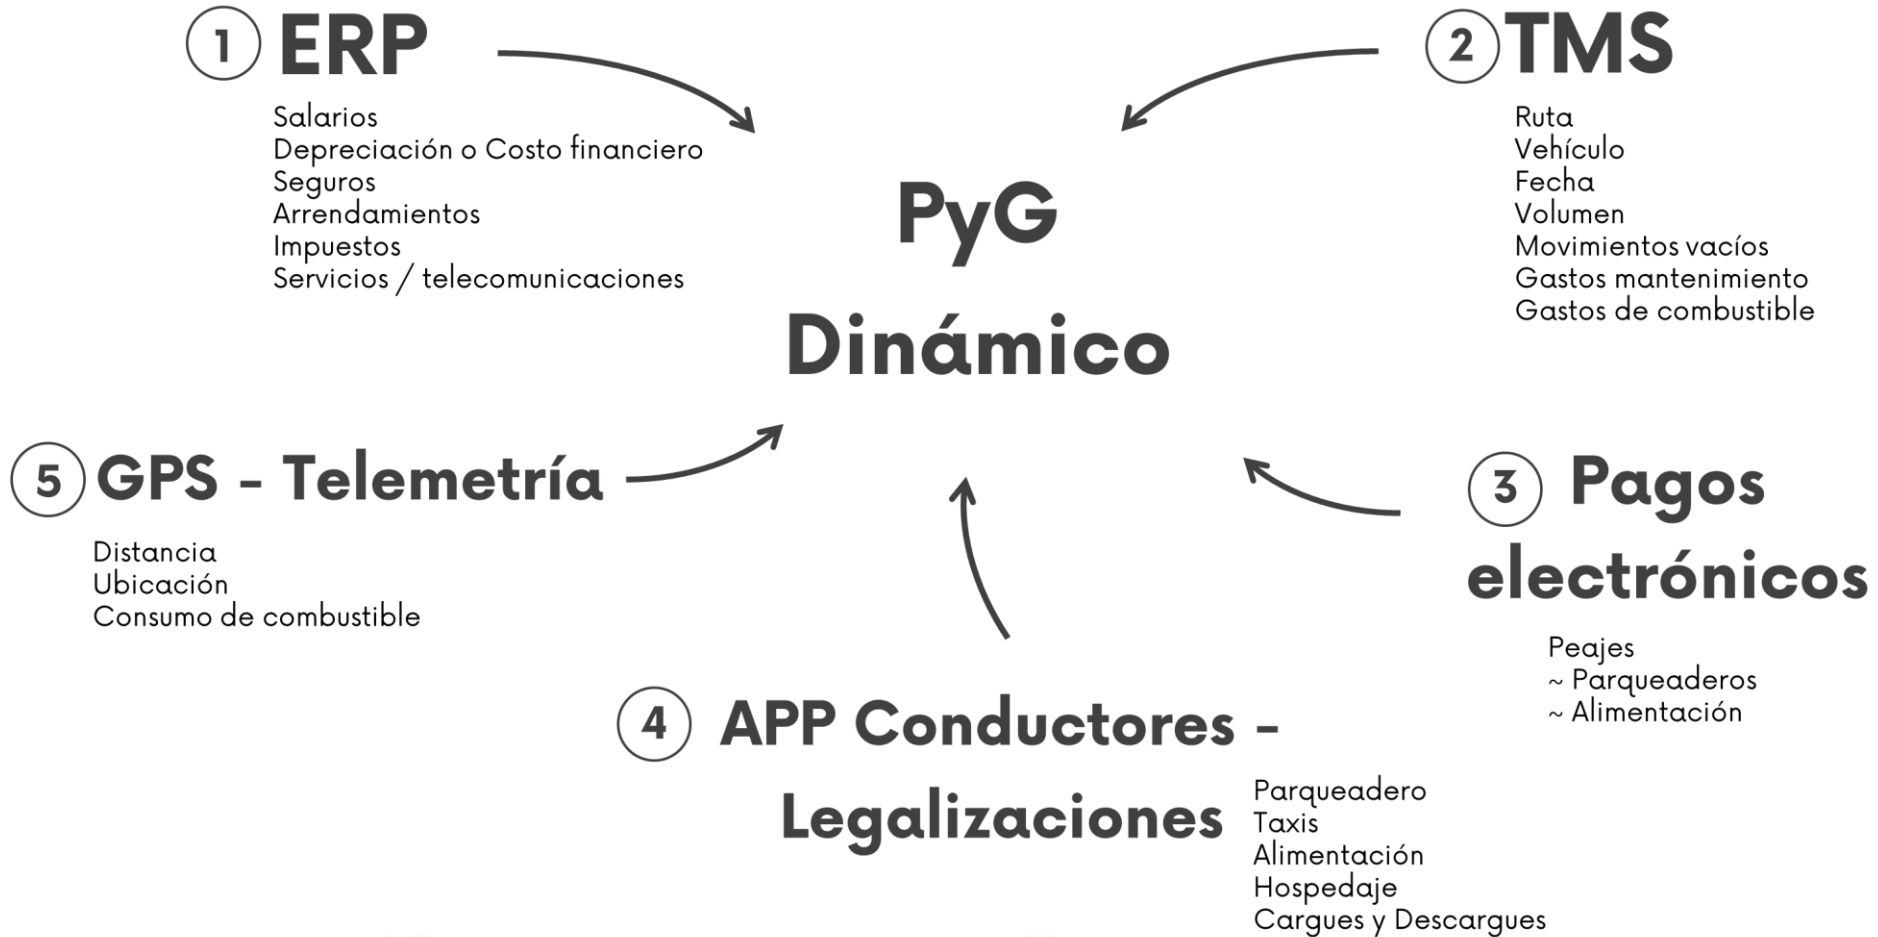 1 ERP
Salarios
Depreciación o Costo financiero
Seguros
Arrendamientos
Impuestos
Servicios / telecomunicaciones
2 TMS
Ruta
Vehículo
Fecha
Volumen
Movimientos vacíos
Gastos mantenimiento
Gastos de combustible
PyG
Dinámico
5 GPS - Telemetría
Distancia
Ubicación
Consumo de combustible
3 Pagos
electrónicos
Peajes
~ Parqueaderos
~ Alimentación
4 APP Conductores -
Legalizaciones
Parqueadero
Taxis
Alimentación
Hospedaje
Cargues y Descargues